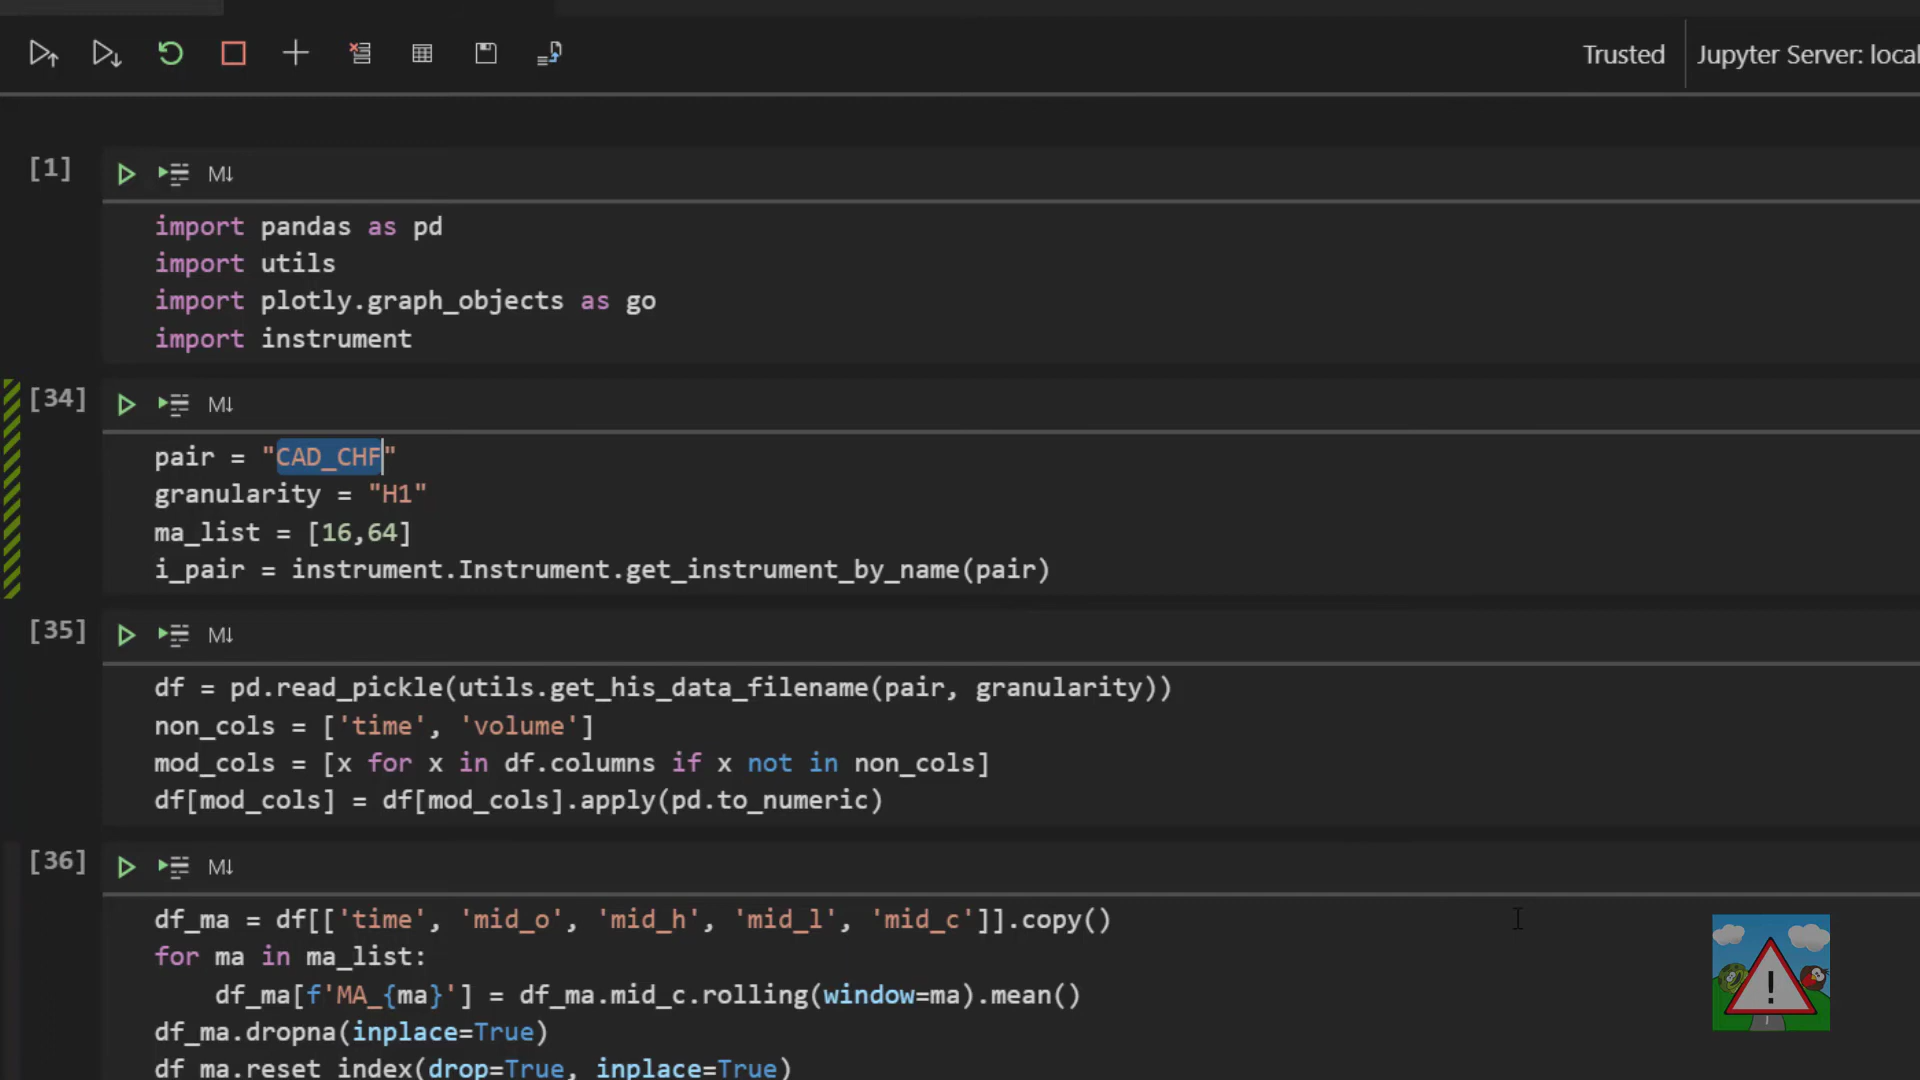 Trusted
Jupyter Server: local
[1]
M↓
import pandas as pd
import utils
import plotly.graph_objects as go
import instrument
[34]
M↓
pair = "CAD_CHF"
granularity = "H1"
ma_list = [16,64]
i_pair = instrument.Instrument.get_instrument_by_name(pair)
[35]
M↓
df = pd.read_pickle(utils.get_his_data_filename(pair, granularity))
non_cols = ['time', 'volume']
mod_cols = [x for x in df.columns if x not in non_cols]
df[mod_cols] = df[mod_cols].apply(pd.to_numeric)
[36]
M↓
df_ma = df[['time', 'mid_o', 'mid_h', 'mid_l', 'mid_c']].copy()
for ma in ma_list:
    df_ma[f'MA_{ma}'] = df_ma.mid_c.rolling(window=ma).mean()
df_ma.dropna(inplace=True)
df_ma.reset_index(drop=True, inplace=True)